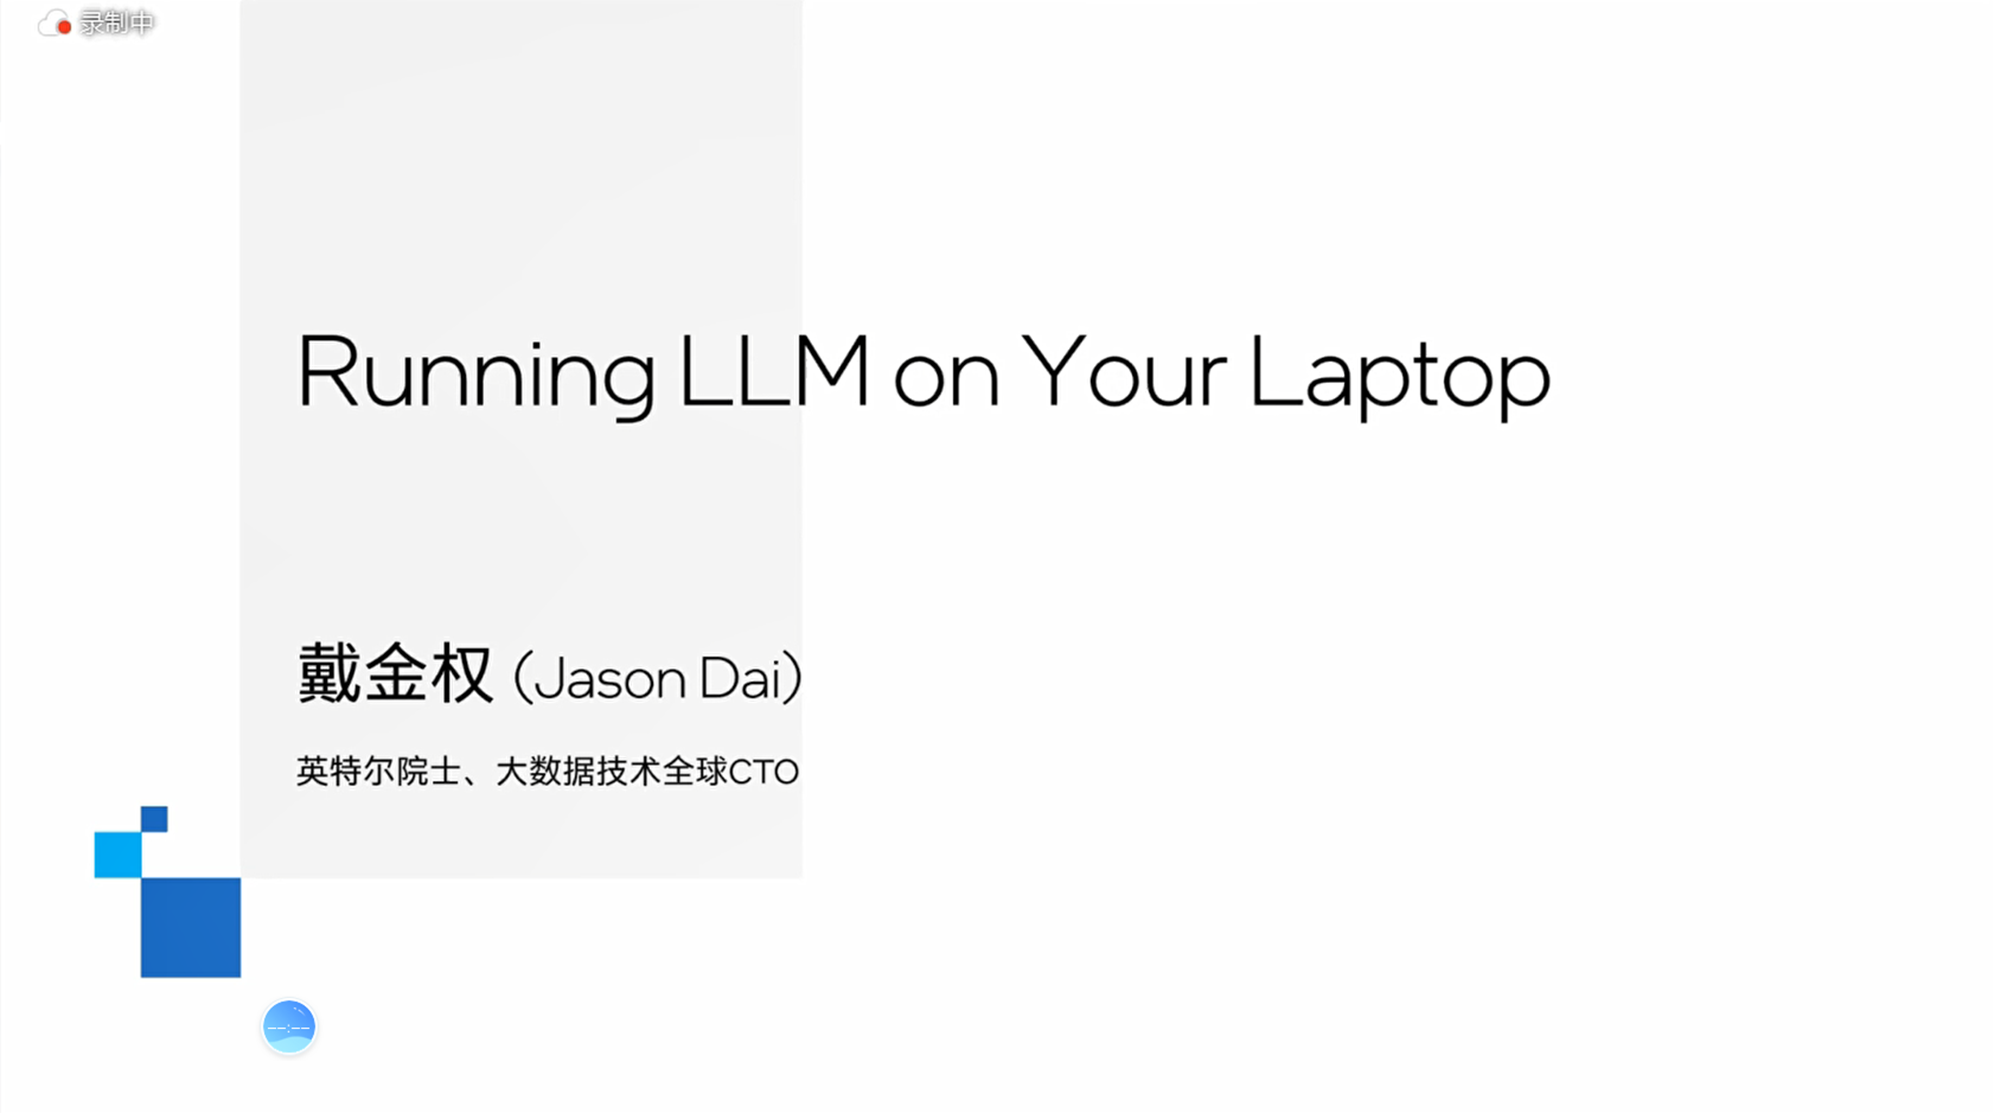 录制中
Running LLM on Your Laptop
戴金权 (Jason Dai)
英特尔院士、大数据技术全球CTO
--:--